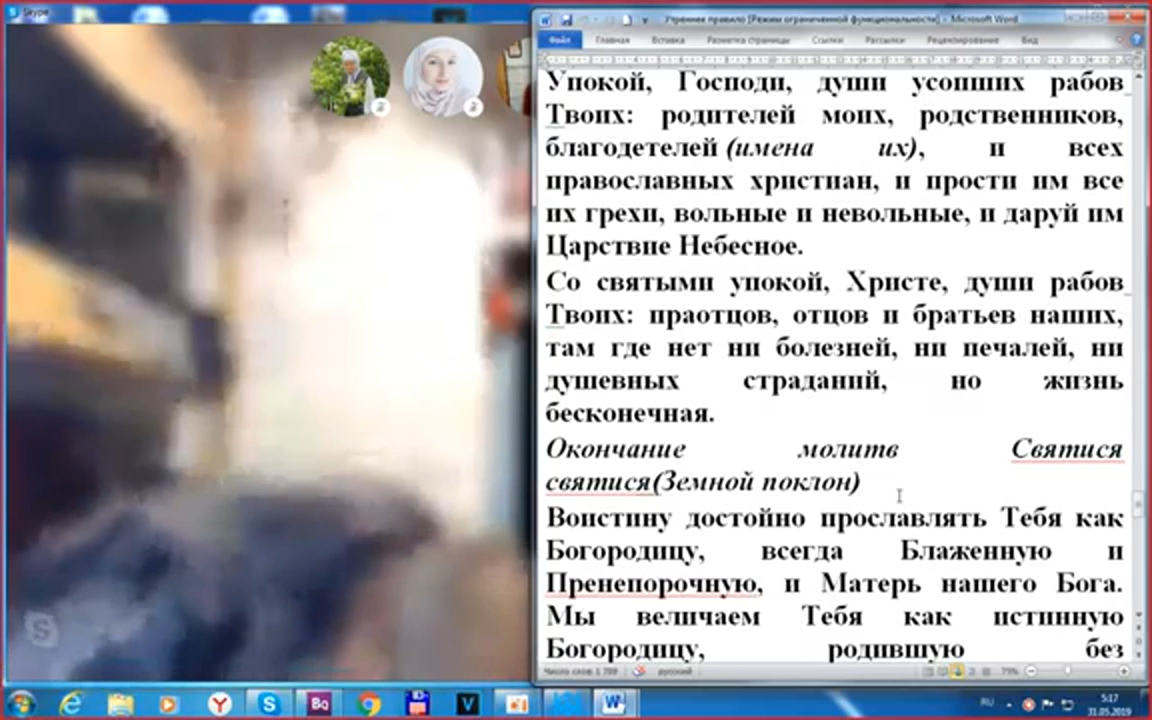 Skype
Утреннее правило [Режим ограниченной функциональности] - Microsoft Word
Файл Главная Вставка Разметка страницы Ссылки Рассылки Рецензирование Вид
Упокой, Господи, души усопших рабов
Твоих: родителей моих, родственников,
благодетелей (имена их), и всех
православных христиан, и прости им все
их грехи, вольные и невольные, и даруй им
Царствие Небесное.
Со святыми упокой, Христе, души рабов
Твоих: праотцов, отцов и братьев наших,
там где нет ни болезней, ни печалей, ни
душевных страданий, но жизнь
бесконечная.
Окончание молитв Святися
святися(Земной поклон)
Воистину достойно прославлять Тебя как
Богородицу, всегда Блаженную и
Пренепорочную, и Матерь нашего Бога.
Мы величаем Тебя как истинную
Богородицу, родившую без
Число слов: 1 789 русский 79%
RU 5:17
31.05.2019